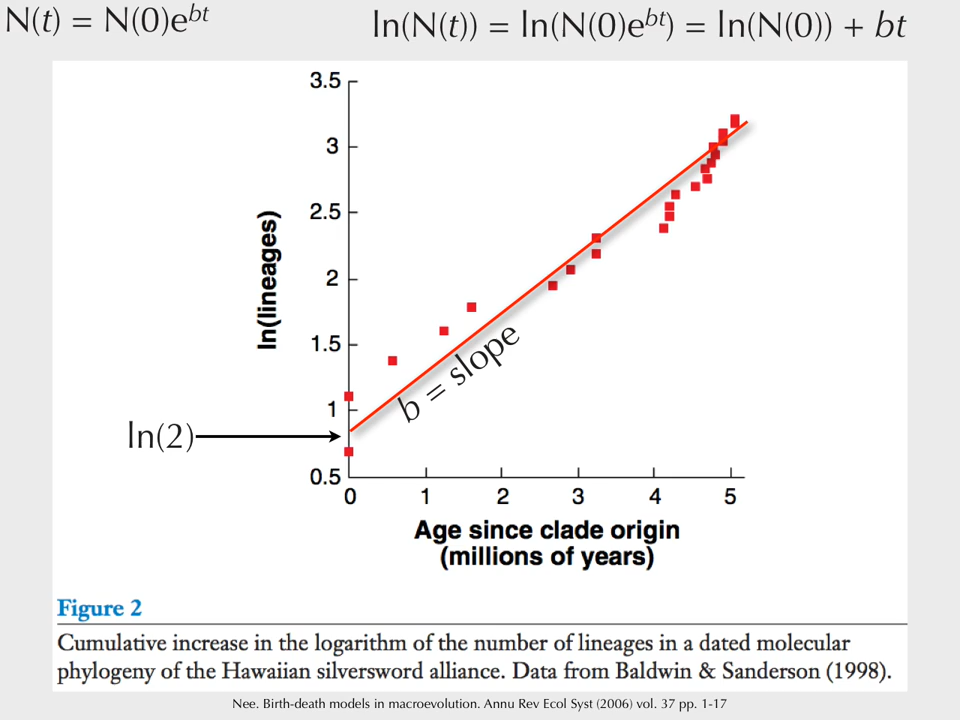 N(t) = N(0)e^bt
ln(N(t)) = ln(N(0)e^bt) = ln(N(0)) + bt
3.5
3
2.5
2
1.5
1
0.5
ln(lineages)
b = slope
ln(2)
0 1 2 3 4 5
Age since clade origin
(millions of years)
Figure 2
Cumulative increase in the logarithm of the number of lineages in a dated molecular
phylogeny of the Hawaiian silversword alliance. Data from Baldwin & Sanderson (1998).
Nee. Birth-death models in macroevolution. Annu Rev Ecol Syst (2006) vol. 37 pp. 1-17